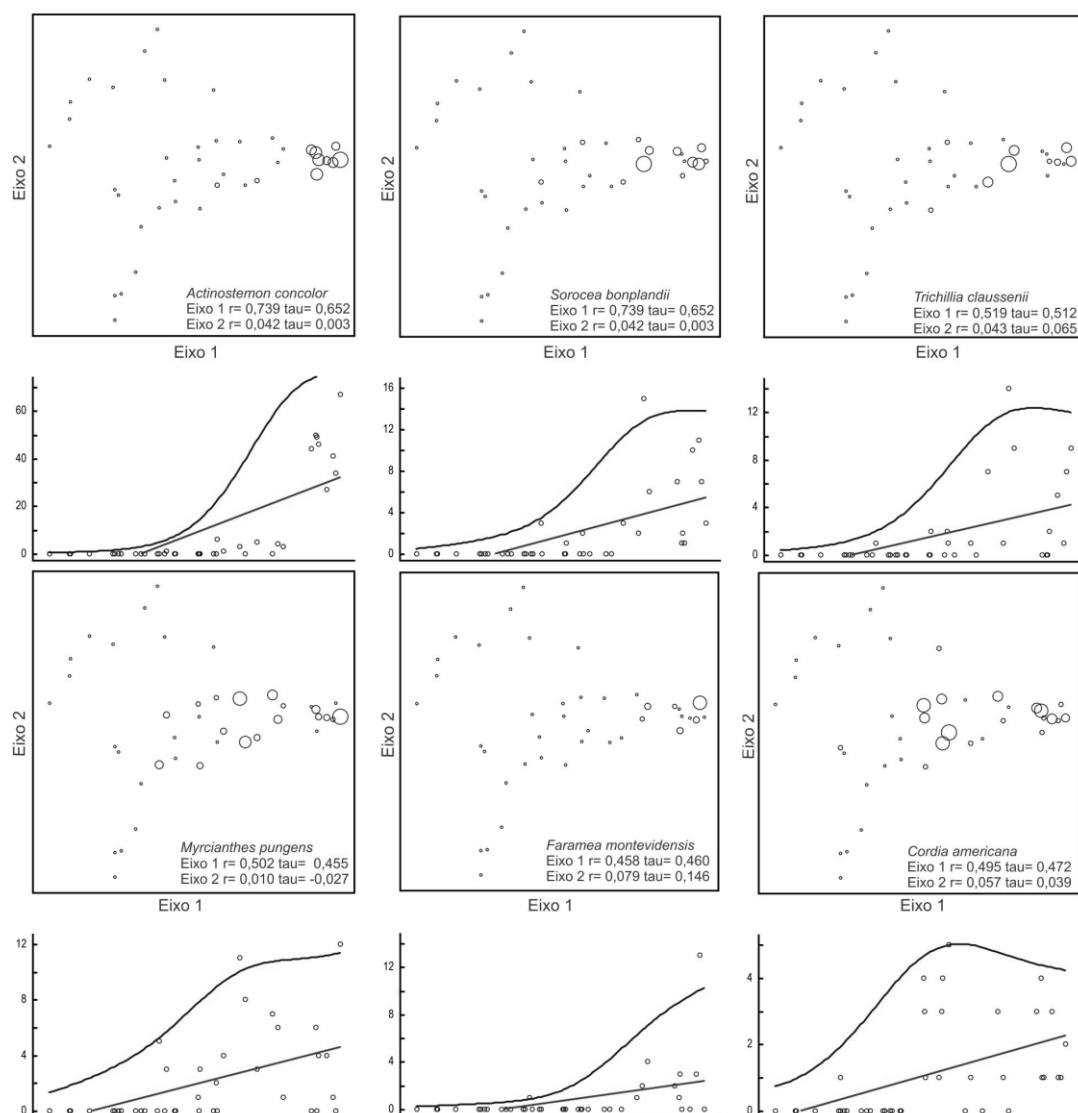 Eixo 2
Actinostemon concolor
Eixo 1 r= 0,739 tau= 0,652
Eixo 2 r= 0,042 tau= 0,003
Eixo 1
Eixo 2
Sorocea bonplandii
Eixo 1 r= 0,739 tau= 0,652
Eixo 2 r= 0,042 tau= 0,003
Eixo 1
Eixo 2
Trichillia claussenii
Eixo 1 r= 0,519 tau= 0,512
Eixo 2 r= 0,043 tau= 0,065
Eixo 1
60
40
20
0
16
12
8
4
0
12
8
4
0
Eixo 2
Myrcianthes pungens
Eixo 1 r= 0,502 tau= 0,455
Eixo 2 r= 0,010 tau= -0,027
Eixo 1
Eixo 2
Faramea montevidensis
Eixo 1 r= 0,458 tau= 0,460
Eixo 2 r= 0,079 tau= 0,146
Eixo 1
Eixo 2
Cordia americana
Eixo 1 r= 0,495 tau= 0,472
Eixo 2 r= 0,057 tau= 0,039
Eixo 1
12
8
4
0
12
8
4
0
4
2
0